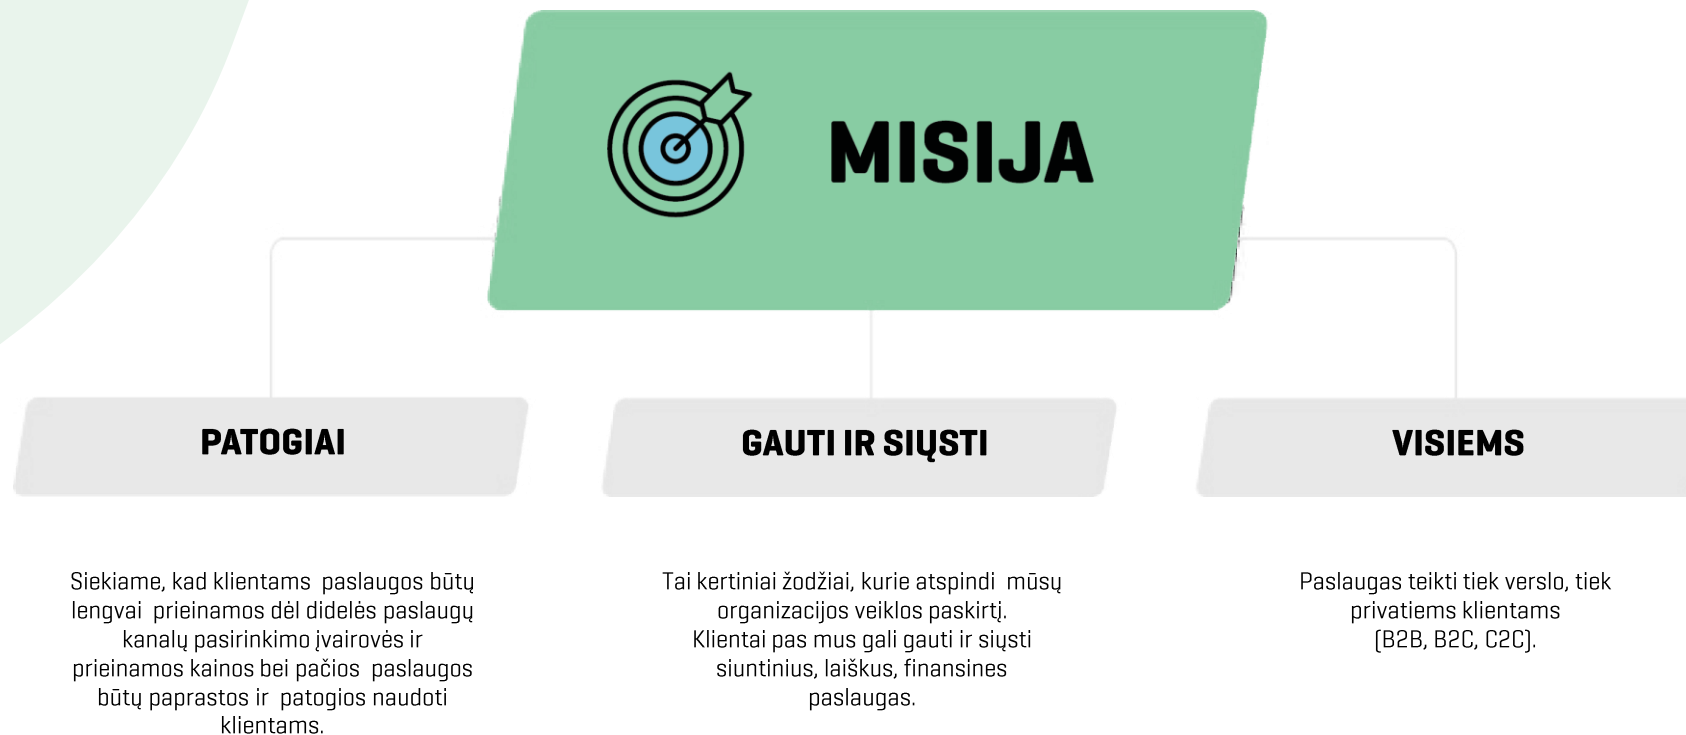 MISIJA
PATOGIAI
Siekiame, kad klientams paslaugos būtų
lengvai prieinamos dėl didelės paslaugų
kanalų pasirinkimo įvairovės ir
prieinamos kainos bei pačios paslaugos
būtų paprastos ir patogios naudoti
klientams.
GAUTI IR SIŲSTI
Tai kertiniai žodžiai, kurie atspindi mūsų
organizacijos veiklos paskirtį.
Klientai pas mus gali gauti ir siųsti
siuntinius, laiškus, finansines
paslaugas.
VISIEMS
Paslaugas teikti tiek verslo, tiek
privatiems klientams
(B2B, B2C, C2C).